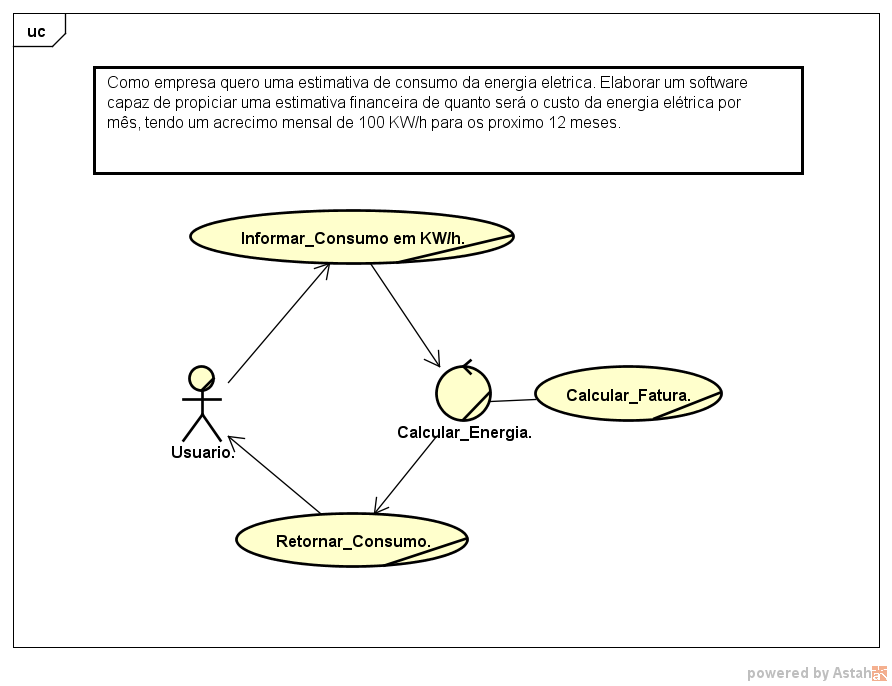 uc
Como empresa quero uma estimativa de consumo da energia eletrica. Elaborar um software
capaz de propiciar uma estimativa financeira de quanto será o custo da energia elétrica por
mês, tendo um acrecimo mensal de 100 KW/h para os proximo 12 meses.
Informar_Consumo em KW/h.
Calcular_Fatura.
Calcular_Energia.
Usuario.
Retornar_Consumo.
powered by Astah